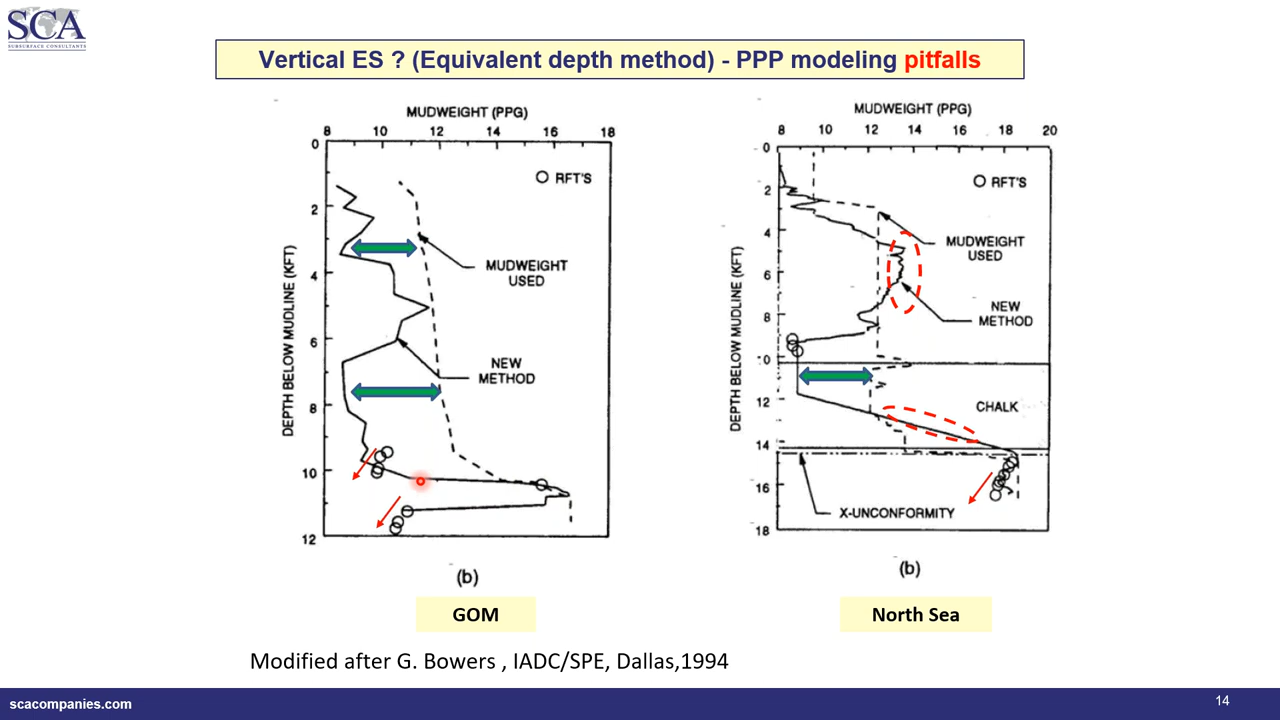 SCA
SUBSURFACE CONSULTANTS
Vertical ES ? (Equivalent depth method) - PPP modeling pitfalls
MUDWEIGHT (PPG)
8 10 12 14 16 18
0
2
4
6
8
10
12
DEPTH BELOW MUDLINE (KFT)
RFT'S
MUDWEIGHT
USED
NEW
METHOD
(b)
GOM
MUDWEIGHT (PPG)
8 10 12 14 16 18 20
0
2
4
6
8
10
12
14
16
18
DEPTH BELOW MUDLINE (KFT)
RFT'S
MUDWEIGHT
USED
NEW
METHOD
CHALK
X-UNCONFORMITY
(b)
North Sea
Modified after G. Bowers , IADC/SPE, Dallas,1994
scacompanies.com
14